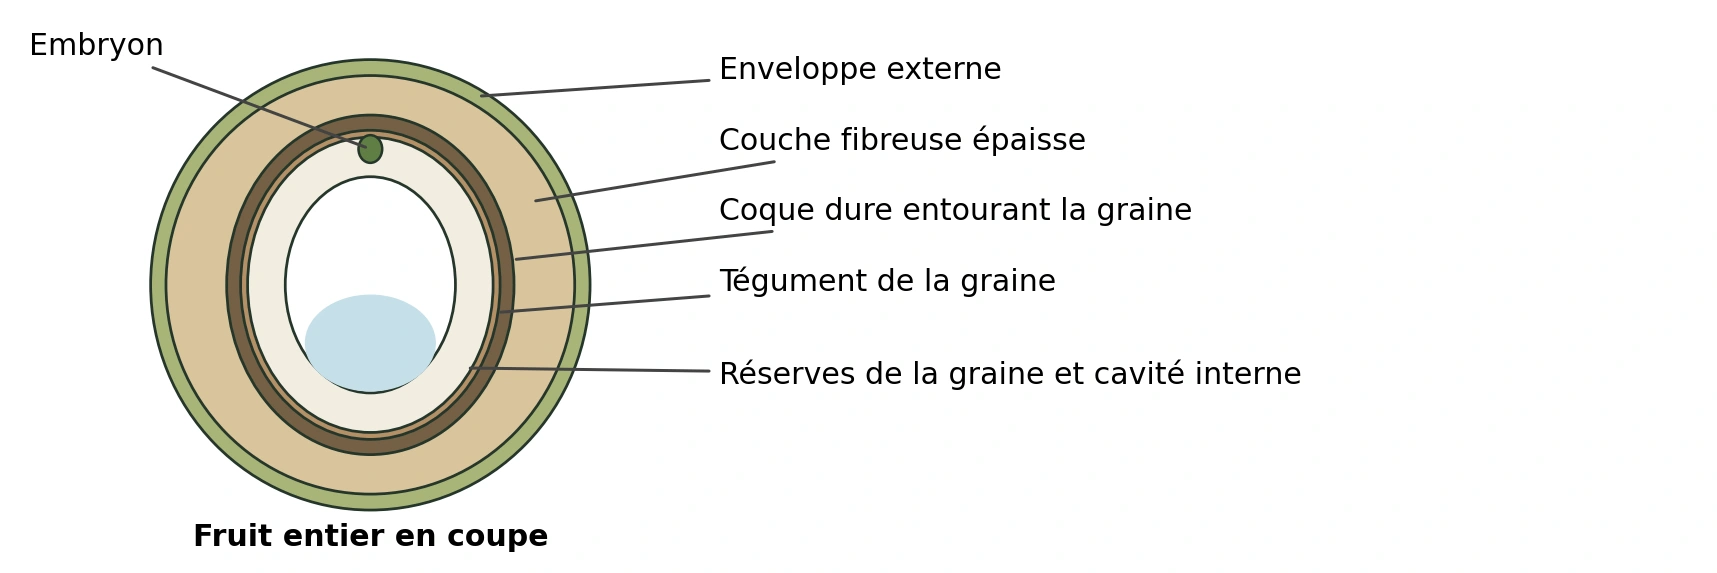 Embryon
Enveloppe externe
Couche fibreuse épaisse
Coque dure entourant la graine
Tégument de la graine
Réserves de la graine et cavité interne
Fruit entier en coupe